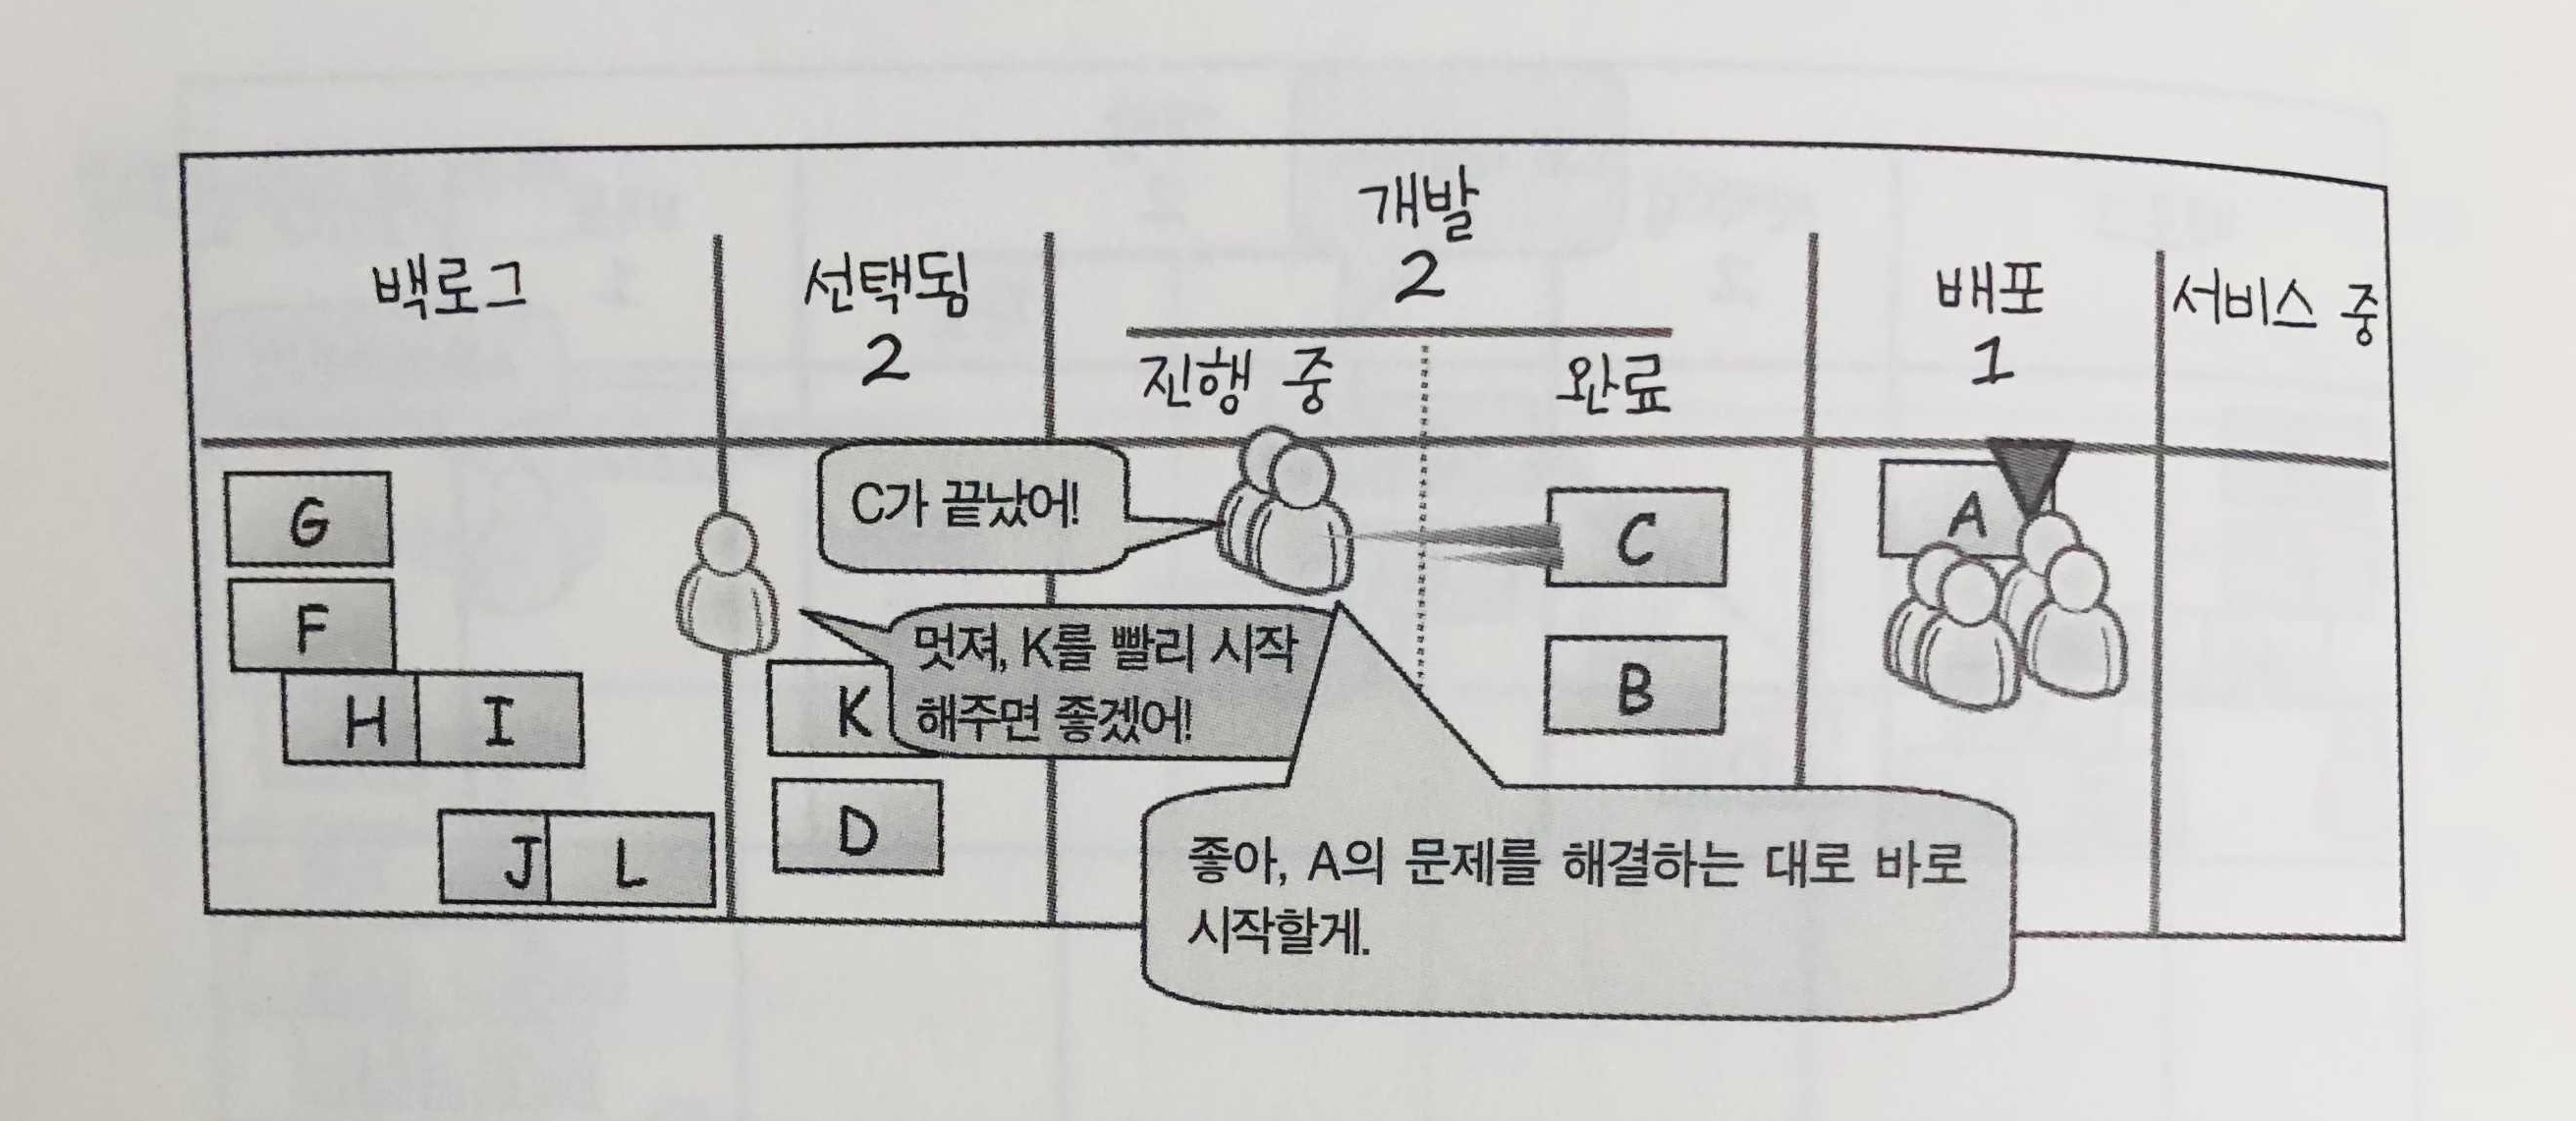 백로그
선택됨
2
개발
2
진행 중
완료
배포
1
서비스 중
G
F
H
I
J
L
C가 끝났어!
멋져, K를 빨리 시작
해주면 좋겠어!
K
D
C
B
A
좋아, A의 문제를 해결하는 대로 바로
시작할게.